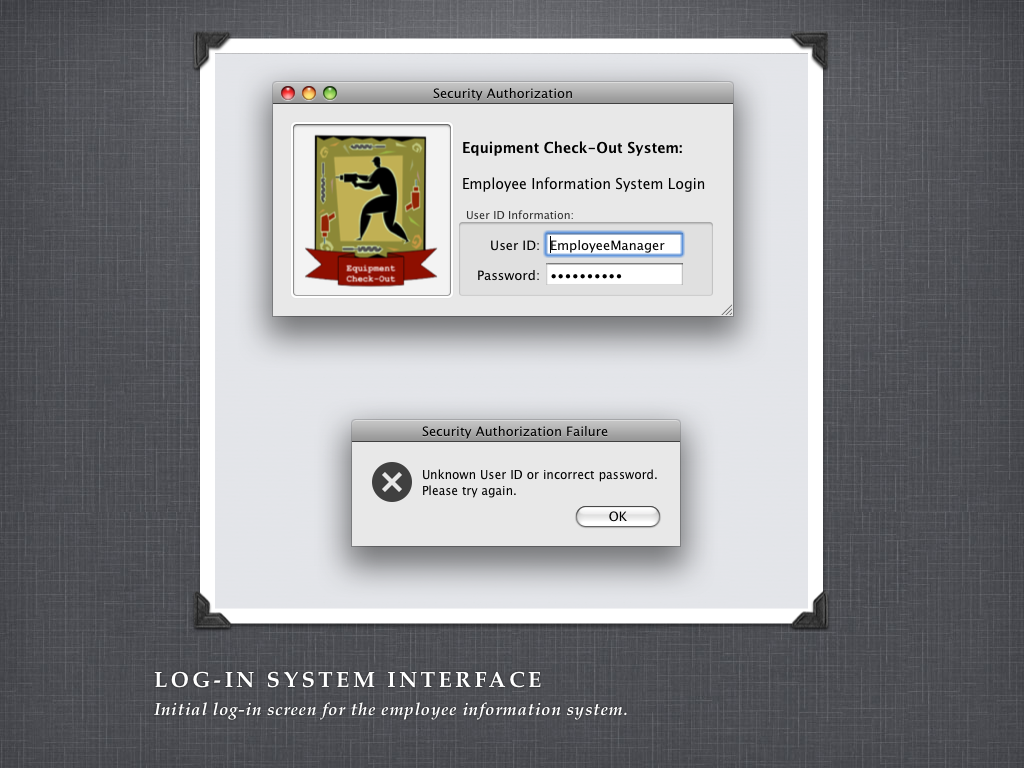 Security Authorization
Equipment Check-Out System:
Employee Information System Login
User ID Information:
User ID: EmployeeManager
Password: ••••••••••
Equipment
Check-Out
Security Authorization Failure
Unknown User ID or incorrect password.
Please try again.
OK
LOG-IN SYSTEM INTERFACE
Initial log-in screen for the employee information system.